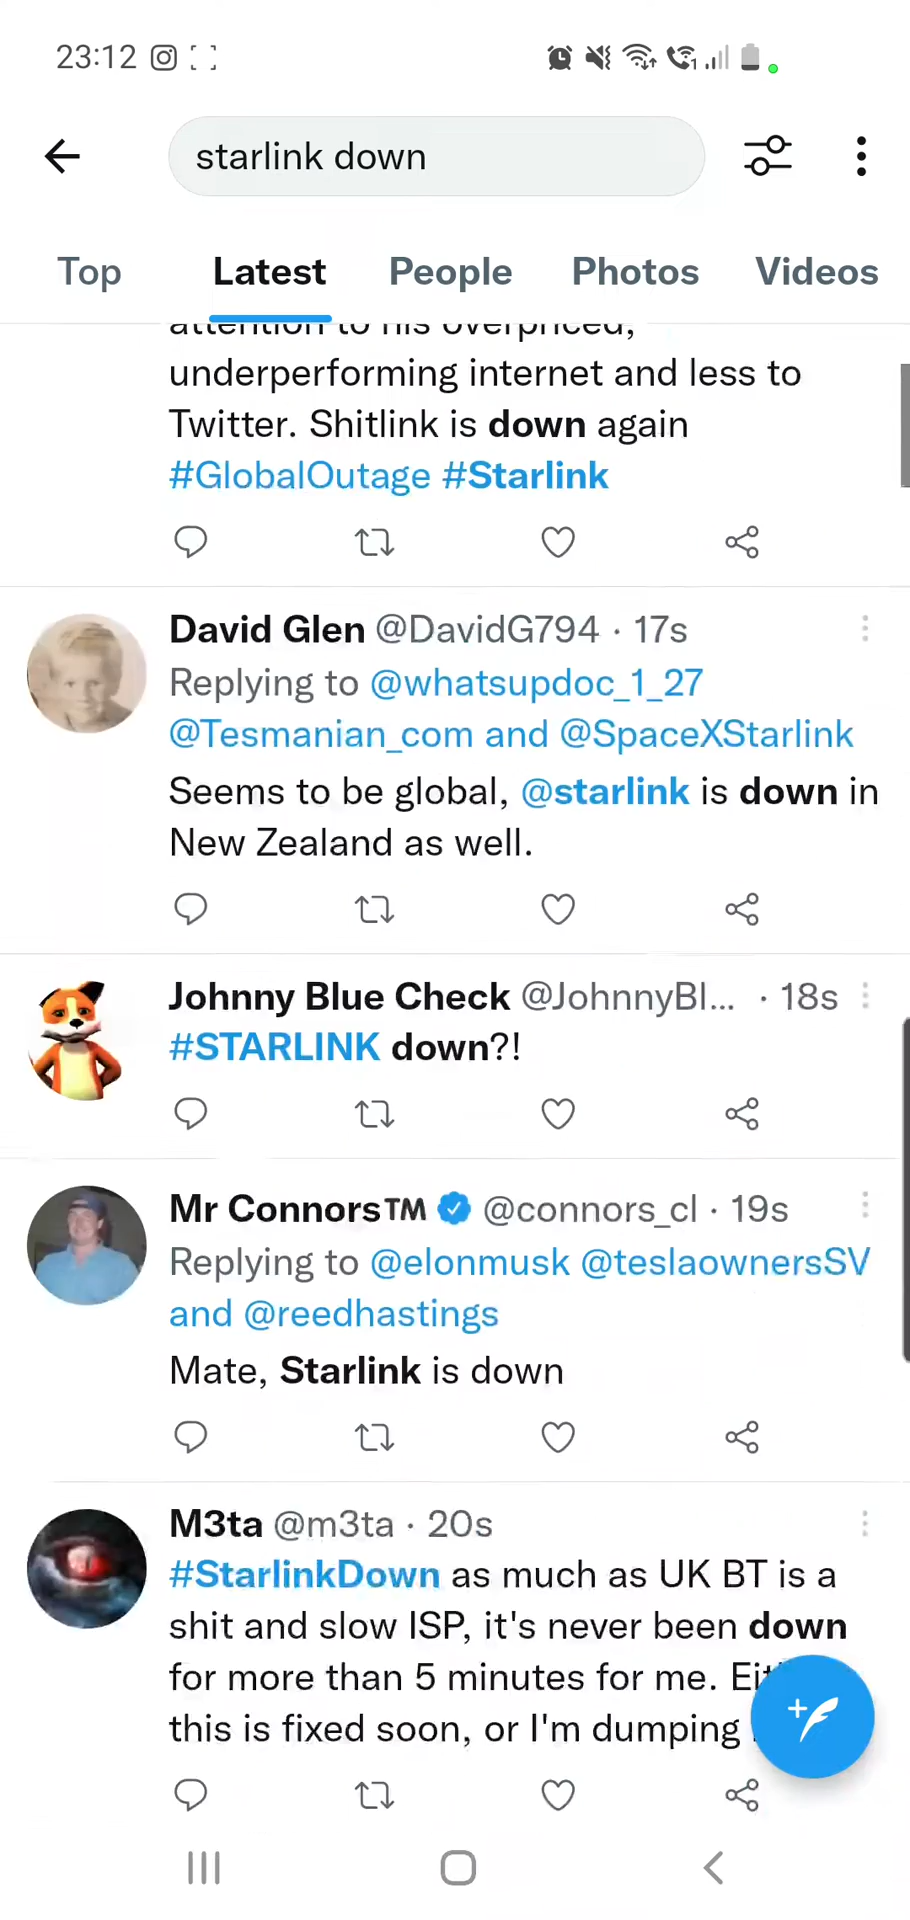 23:12
starlink down
Top Latest People Photos Videos
attention to his overpriced,
underperforming internet and less to
Twitter. Shitlink is down again
#GlobalOutage #Starlink
David Glen @DavidG794 · 17s
Replying to @whatsupdoc_1_27
@Tesmanian_com and @SpaceXStarlink
Seems to be global, @starlink is down in
New Zealand as well.
Johnny Blue Check @JohnnyBl... · 18s
#STARLINK down?!
Mr Connors™ @connors_cl · 19s
Replying to @elonmusk @teslaownersSV
and @reedhastings
Mate, Starlink is down
M3ta @m3ta · 20s
#StarlinkDown as much as UK BT is a
shit and slow ISP, it's never been down
for more than 5 minutes for me.
this is fixed soon, or I'm dumping